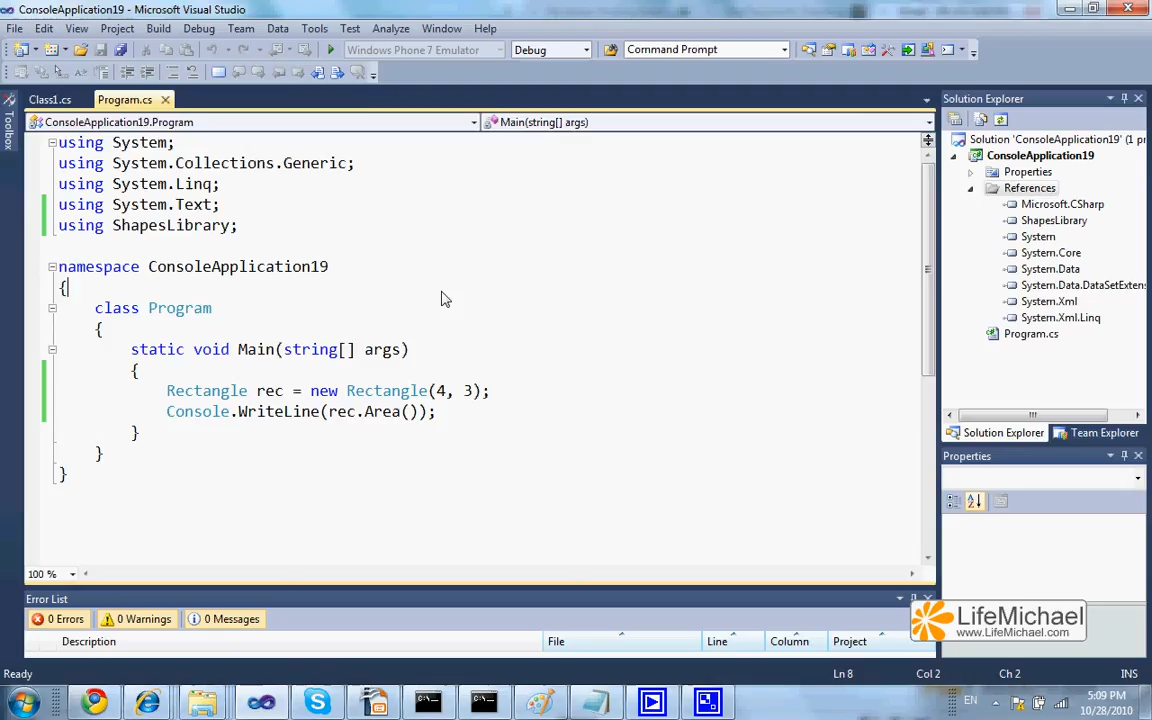 ConsoleApplication19 - Microsoft Visual Studio
File Edit View Project Build Debug Team Data Tools Test Analyze Window Help
Windows Phone 7 Emulator Debug Command Prompt
Toolbox
Class1.cs Program.cs
ConsoleApplication19.Program Main(string[] args)
using System;
using System.Collections.Generic;
using System.Linq;
using System.Text;
using ShapesLibrary;
namespace ConsoleApplication19
{
class Program
{
static void Main(string[] args)
{
Rectangle rec = new Rectangle(4, 3);
Console.WriteLine(rec.Area());
}
}
}
100 %
Solution Explorer
Solution 'ConsoleApplication19' (1 pr
ConsoleApplication19
Properties
References
Microsoft.CSharp
ShapesLibrary
System
System.Core
System.Data
System.Data.DataSetExtens
System.Xml
System.Xml.Linq
Program.cs
Solution Explorer Team Explorer
Properties
Error List
0 Errors 0 Warnings 0 Messages
Description File Line Column Project
LifeMichael
www.LifeMichael.com
Ready Ln 8 Col 2 Ch 2 INS
EN 5:09 PM
10/28/2010